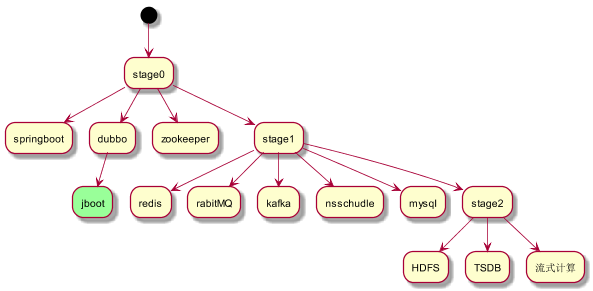 stage0
springboot
dubbo
zookeeper
stage1
jboot
redis
rabitMQ
kafka
nsschudle
mysql
stage2
HDFS
TSDB
流式计算